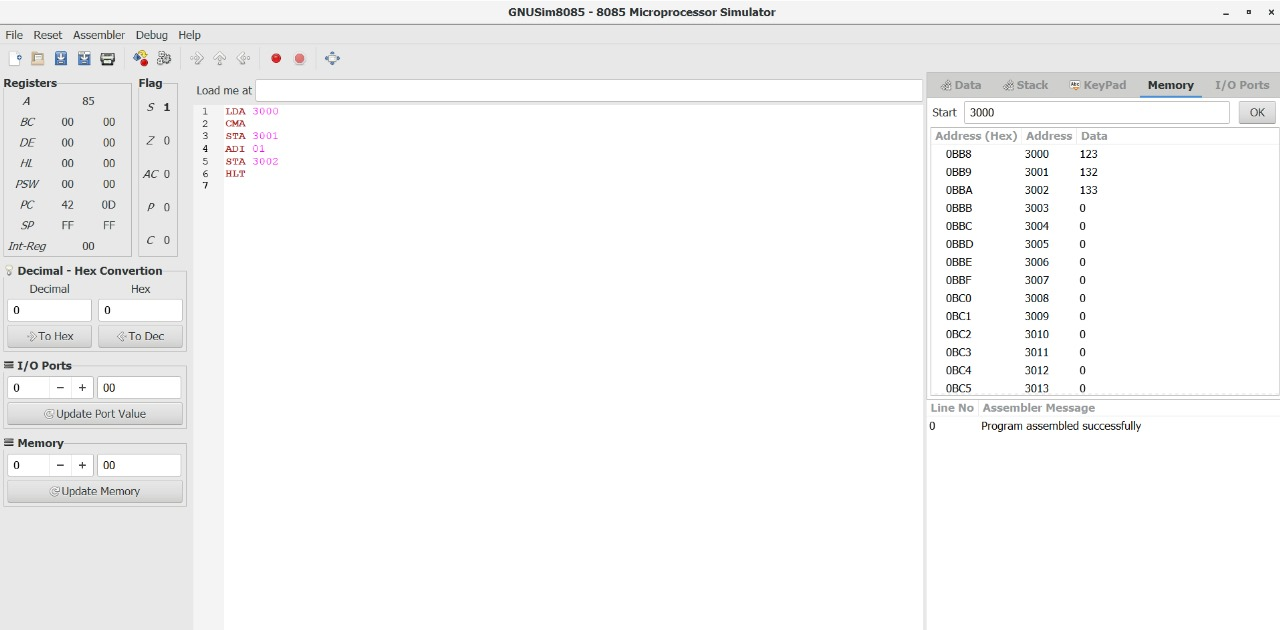 GNUSim8085 - 8085 Microprocessor Simulator
File Reset Assembler Debug Help
Registers
A 85
BC 00 00
DE 00 00
HL 00 00
PSW 00 00
PC 42 0D
SP FF FF
Int-Reg 00
Flag
S 1
Z 0
AC 0
P 0
C 0
Decimal - Hex Convertion
Decimal Hex
0 0
To Hex To Dec
I/O Ports
0 − + 00
Update Port Value
Memory
0 − + 00
Update Memory
Load me at
1 LDA 3000
2 CMA
3 STA 3001
4 ADI 01
5 STA 3002
6 HLT
7
Data Stack KeyPad Memory I/O Ports
Start 3000 OK
Address (Hex) Address Data
0BB8 3000 123
0BB9 3001 132
0BBA 3002 133
0BBB 3003 0
0BBC 3004 0
0BBD 3005 0
0BBE 3006 0
0BBF 3007 0
0BC0 3008 0
0BC1 3009 0
0BC2 3010 0
0BC3 3011 0
0BC4 3012 0
0BC5 3013 0
Line No Assembler Message
0 Program assembled successfully